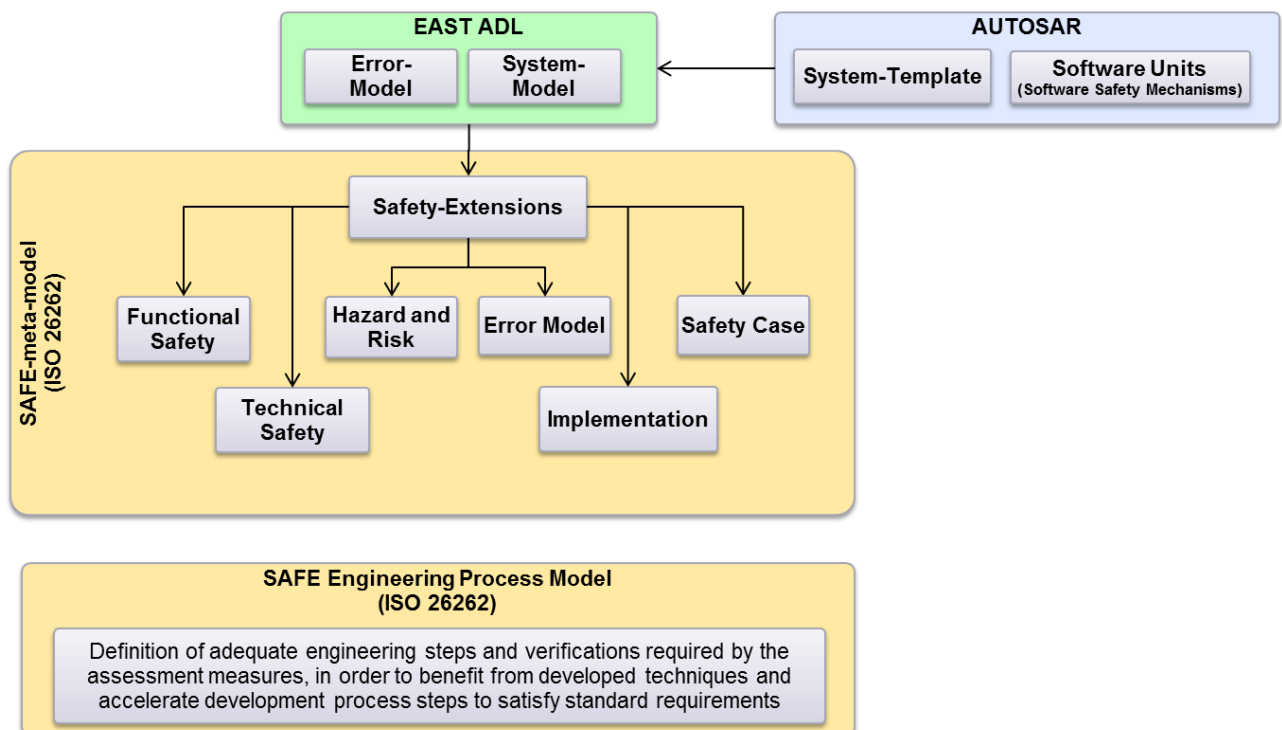 EAST ADL
Error-
Model
System-
Model
AUTOSAR
System-Template
Software Units
(Software Safety Mechanisms)
SAFE-meta-model
(ISO 26262)
Safety-Extensions
Functional
Safety
Hazard and
Risk
Error Model
Safety Case
Technical
Safety
Implementation
SAFE Engineering Process Model
(ISO 26262)
Definition of adequate engineering steps and verifications required by the
assessment measures, in order to benefit from developed techniques and
accelerate development process steps to satisfy standard requirements